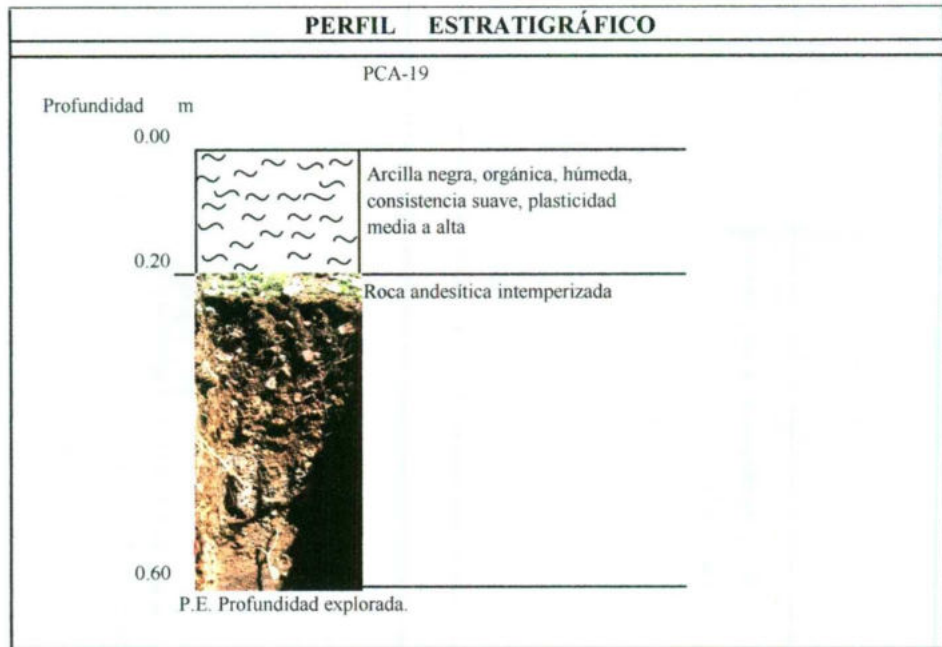 PERFIL ESTRATIGRÁFICO
PCA-19
Profundidad m
0.00
Arcilla negra, orgánica, húmeda,
consistencia suave, plasticidad
media a alta
0.20
Roca andesítica intemperizada
0.60
P.E. Profundidad explorada.